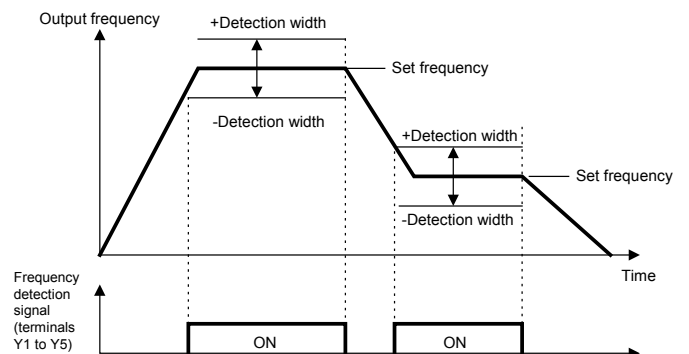 Output frequency
+Detection width
Set frequency
-Detection width
+Detection width
Set frequency
-Detection width
Time
Frequency
detection
signal
(terminals
Y1 to Y5)
ON
ON